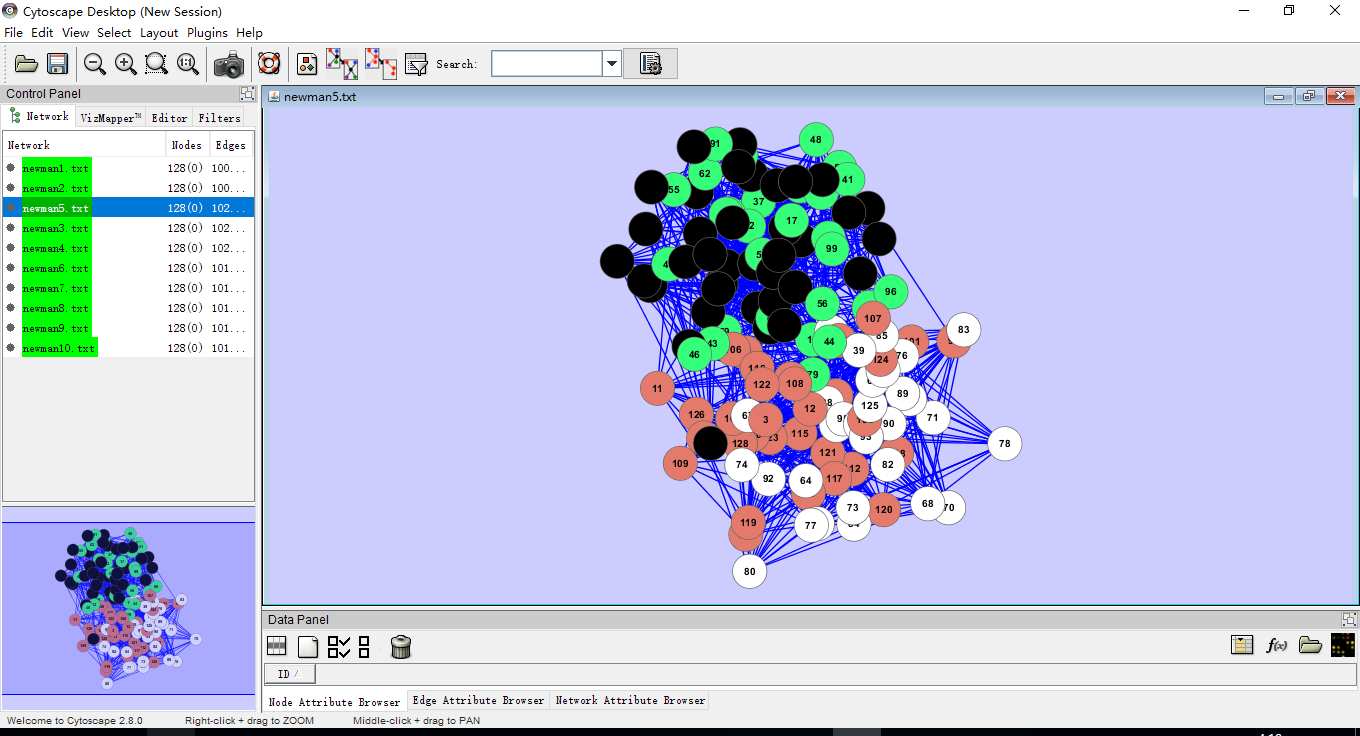 Cytoscape Desktop (New Session)
File Edit View Select Layout Plugins Help
Search:
Control Panel
newman5.txt
Network VizMapper™ Editor Filters
Network Nodes Edges
newman1.txt 128(0) 100...
newman2.txt 128(0) 100...
newman5.txt 128(0) 102...
newman3.txt 128(0) 102...
newman4.txt 128(0) 102...
newman6.txt 128(0) 101...
newman7.txt 128(0) 101...
newman8.txt 128(0) 101...
newman9.txt 128(0) 101...
newman10.txt 128(0) 101...
48
62
41
55
37
17
99
96
56
107
83
43
44
46
39
76
124
11
122
108
89
125
12
126
3
71
90
115
128
93
78
121
109
74
82
92
64
117
73
68
70
120
119
77
80
Data Panel
ID /
Node Attribute Browser Edge Attribute Browser Network Attribute Browser
Welcome to Cytoscape 2.8.0 Right-click + drag to ZOOM Middle-click + drag to PAN